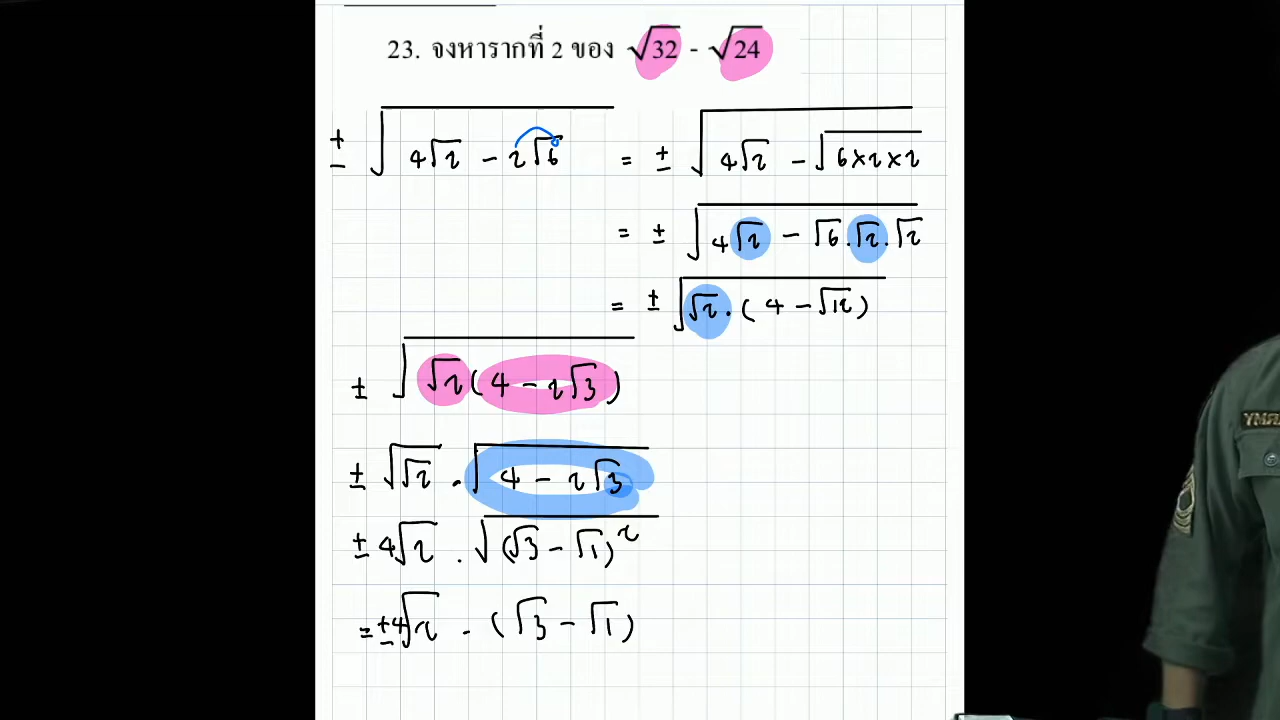 23. จงหารากที่ 2 ของ √32 - √24
± √(4√2 − 2√6) = ± √(4√2 − √(6×2×2))
= ± √(4√2 − √6.√2.√2)
= ± √(√2.(4 − √12))
± √(√2(4 − 2√3))
± √√2 . √(4 − 2√3)
± 4√2 . √((√3 − √1)²)
= ± 4√2 - (√3 − √1)